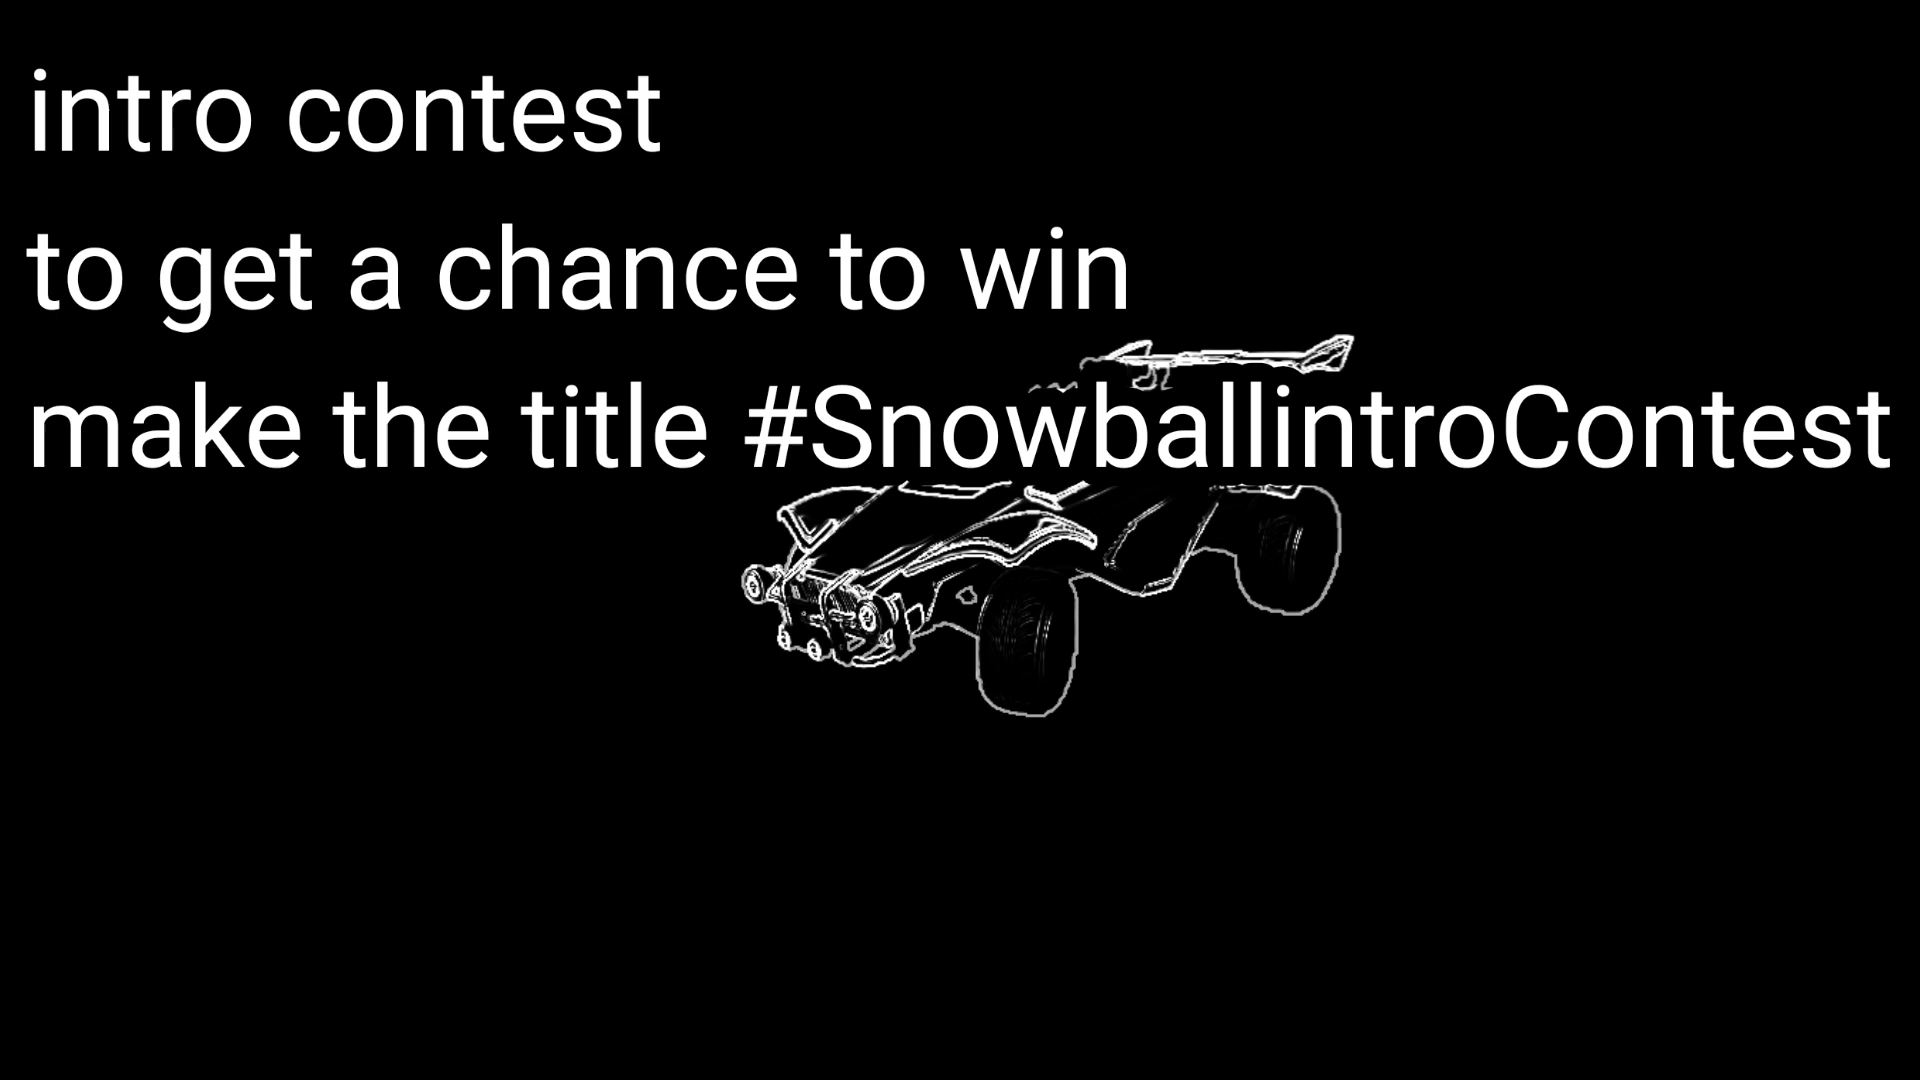 intro contest
to get a chance to win
make the title #SnowballintroContest